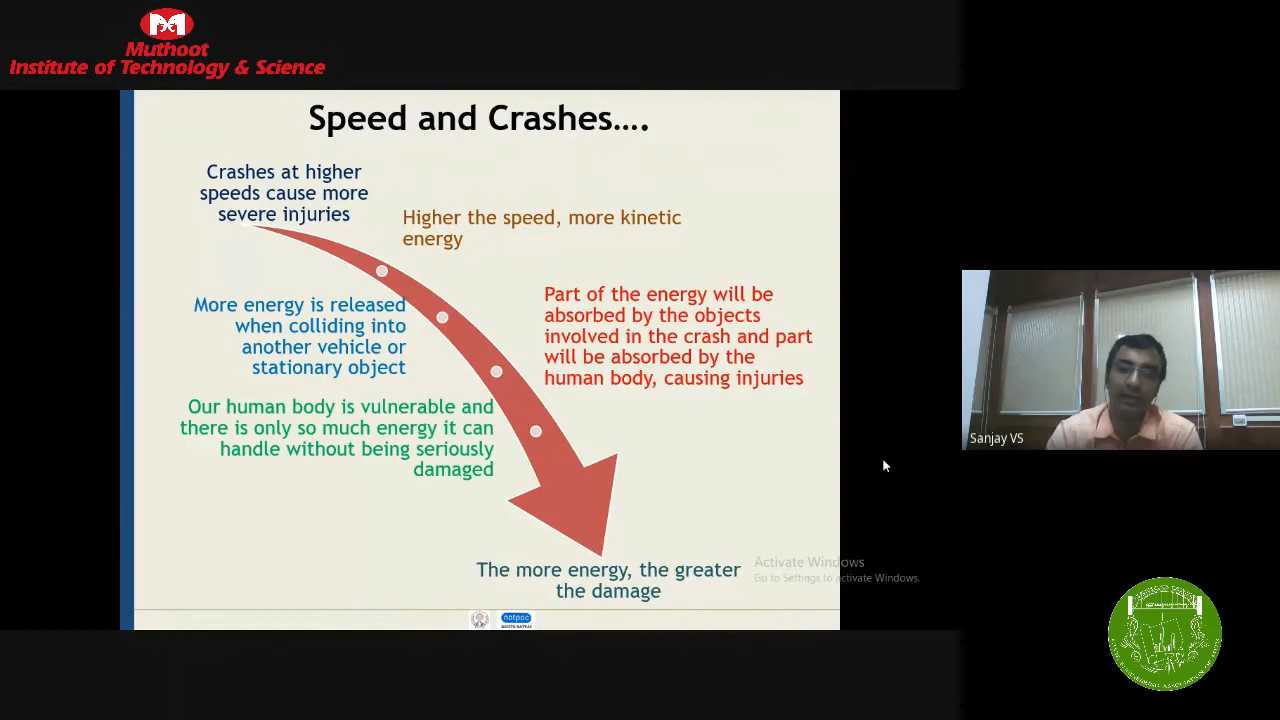 Muthoot
Institute of Technology & Science
Speed and Crashes....
Crashes at higher
speeds cause more
severe injuries
Higher the speed, more kinetic
energy
More energy is released
when colliding into
another vehicle or
stationary object
Part of the energy will be
absorbed by the objects
involved in the crash and part
will be absorbed by the
human body, causing injuries
Our human body is vulnerable and
there is only so much energy it can
handle without being seriously
damaged
The more energy, the greater
the damage
Sanjay VS
Activate Windows
Go to Settings to activate Windows.
natpac